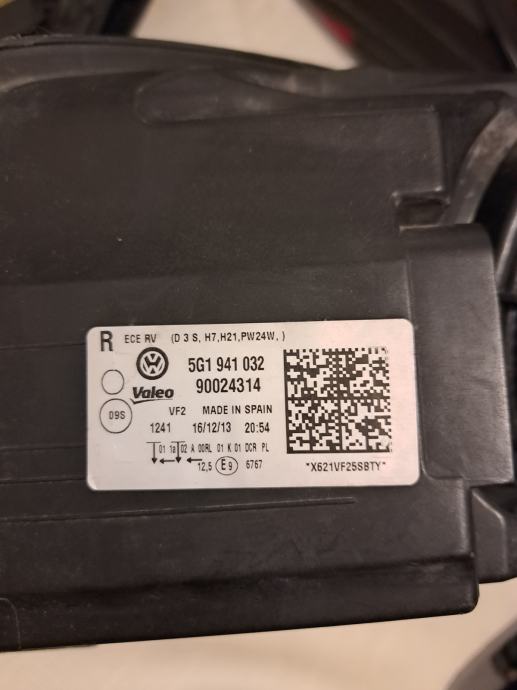 R ECE RV (D 3 S, H7,H21,PW24W,)
5G1 941 032
Valeo 90024314
09S VF2 MADE IN SPAIN
1241 16/12/13 20:54
01 1a 02 A 00RL 01 K 01 DCR PL
12,5 E9 6767
"X621VF25SBTY"